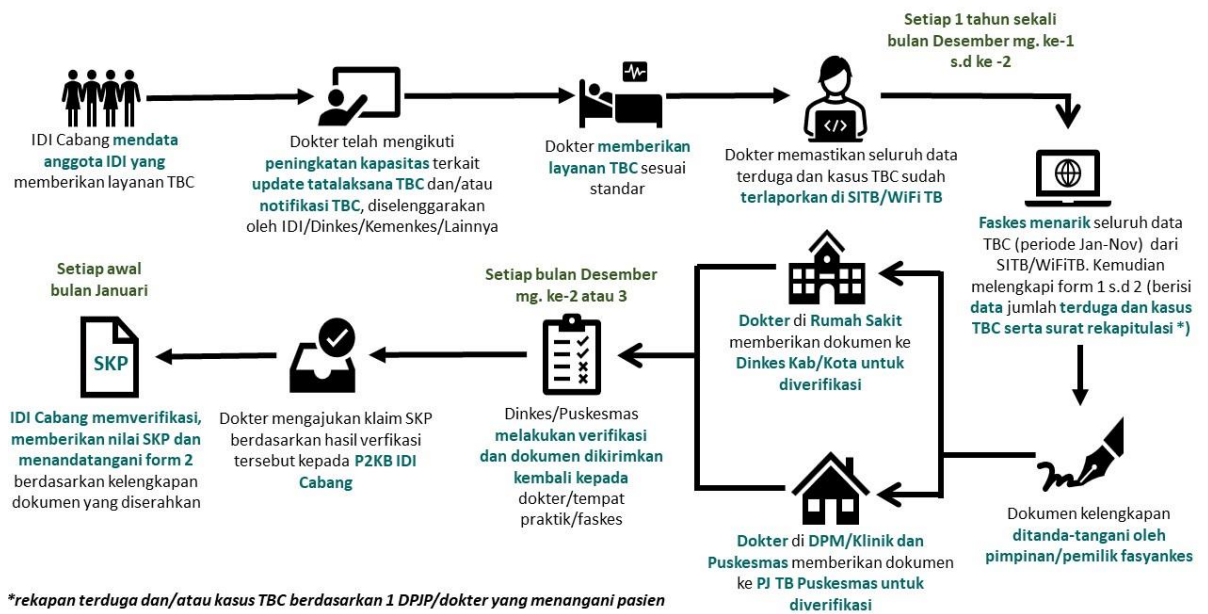 IDI Cabang mendata
anggota IDI yang
memberikan layanan TBC
Dokter telah mengikuti
peningkatan kapasitas terkait
update tatalaksana TBC dan/atau
notifikasi TBC, diselenggarakan
oleh IDI/Dinkes/Kemenkes/Lainnya
Dokter memberikan
layanan TBC sesuai
standar
Dokter memastikan seluruh data
terduga dan kasus TBC sudah
terlaporkan di SITB/WiFi TB
Setiap 1 tahun sekali
bulan Desember mg. ke-1
s.d ke -2
Faskes menarik seluruh data
TBC (periode Jan-Nov) dari
SITB/WiFiTB. Kemudian
melengkapi form 1 s.d 2 (berisi
data jumlah terduga dan kasus
TBC serta surat rekapitulasi *)
Dokumen kelengkapan
ditanda-tangani oleh
pimpinan/pemilik fasyankes
Dokter di Rumah Sakit
memberikan dokumen ke
Dinkes Kab/Kota untuk
diverifikasi
Dokter di DPM/Klinik dan
Puskesmas memberikan dokumen
ke PJ TB Puskesmas untuk
diverifikasi
Setiap bulan Desember
mg. ke-2 atau 3
Dinkes/Puskesmas
melakukan verifikasi
dan dokumen dikirimkan
kembali kepada
dokter/tempat
praktik/faskes
Dokter mengajukan klaim SKP
berdasarkan hasil verfikasi
tersebut kepada P2KB IDI
Cabang
Setiap awal
bulan Januari
SKP
IDI Cabang memverifikasi,
memberikan nilai SKP dan
menandatangani form 2
berdasarkan kelengkapan
dokumen yang diserahkan
*rekapan terduga dan/atau kasus TBC berdasarkan 1 DPJP/dokter yang menangani pasien